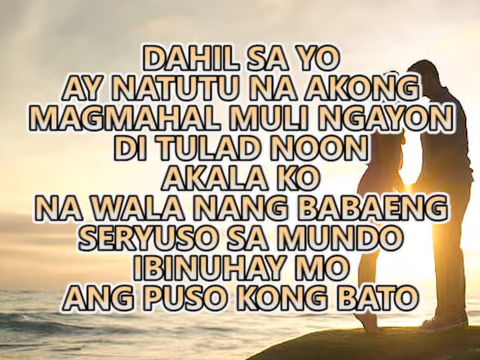 DAHIL SA YO
AY NATUTU NA AKONG
MAGMAHAL MULI NGAYON
DI TULAD NOON
AKALA KO
NA WALA NANG BABAENG
SERYUSO SA MUNDO
IBINUHAY MO
ANG PUSO KONG BATO